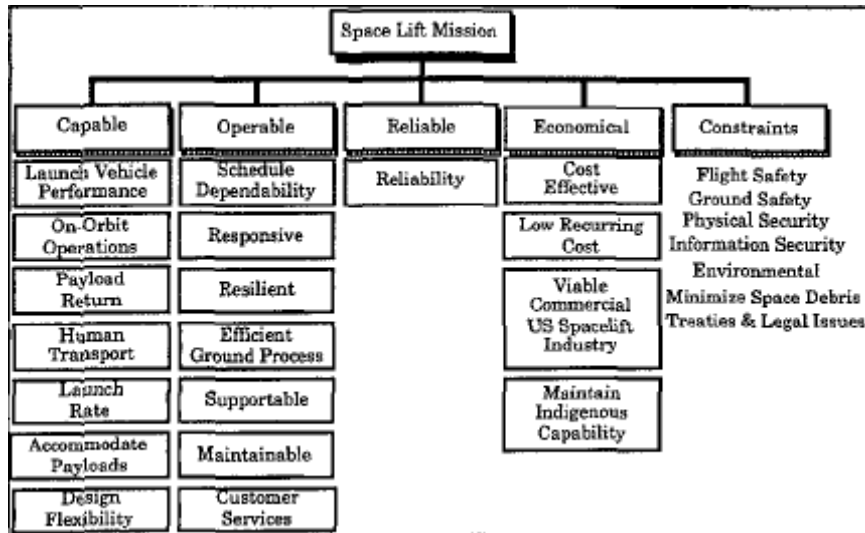 Space Lift Mission
Capable
Operable
Reliable
Economical
Constraints
Launch Vehicle
Performance
On-Orbit
Operations
Payload
Return
Human
Transport
Launch
Rate
Accommodate
Payloads
Design
Flexibility
Schedule
Dependability
Responsive
Resilient
Efficient
Ground Process
Supportable
Maintainable
Customer
Services
Reliability
Cost
Effective
Low Recurring
Cost
Viable
Commercial
US Spacelift
Industry
Maintain
Indigenous
Capability
Flight Safety
Ground Safety
Physical Security
Information Security
Environmental
Minimize Space Debris
Treaties & Legal Issues